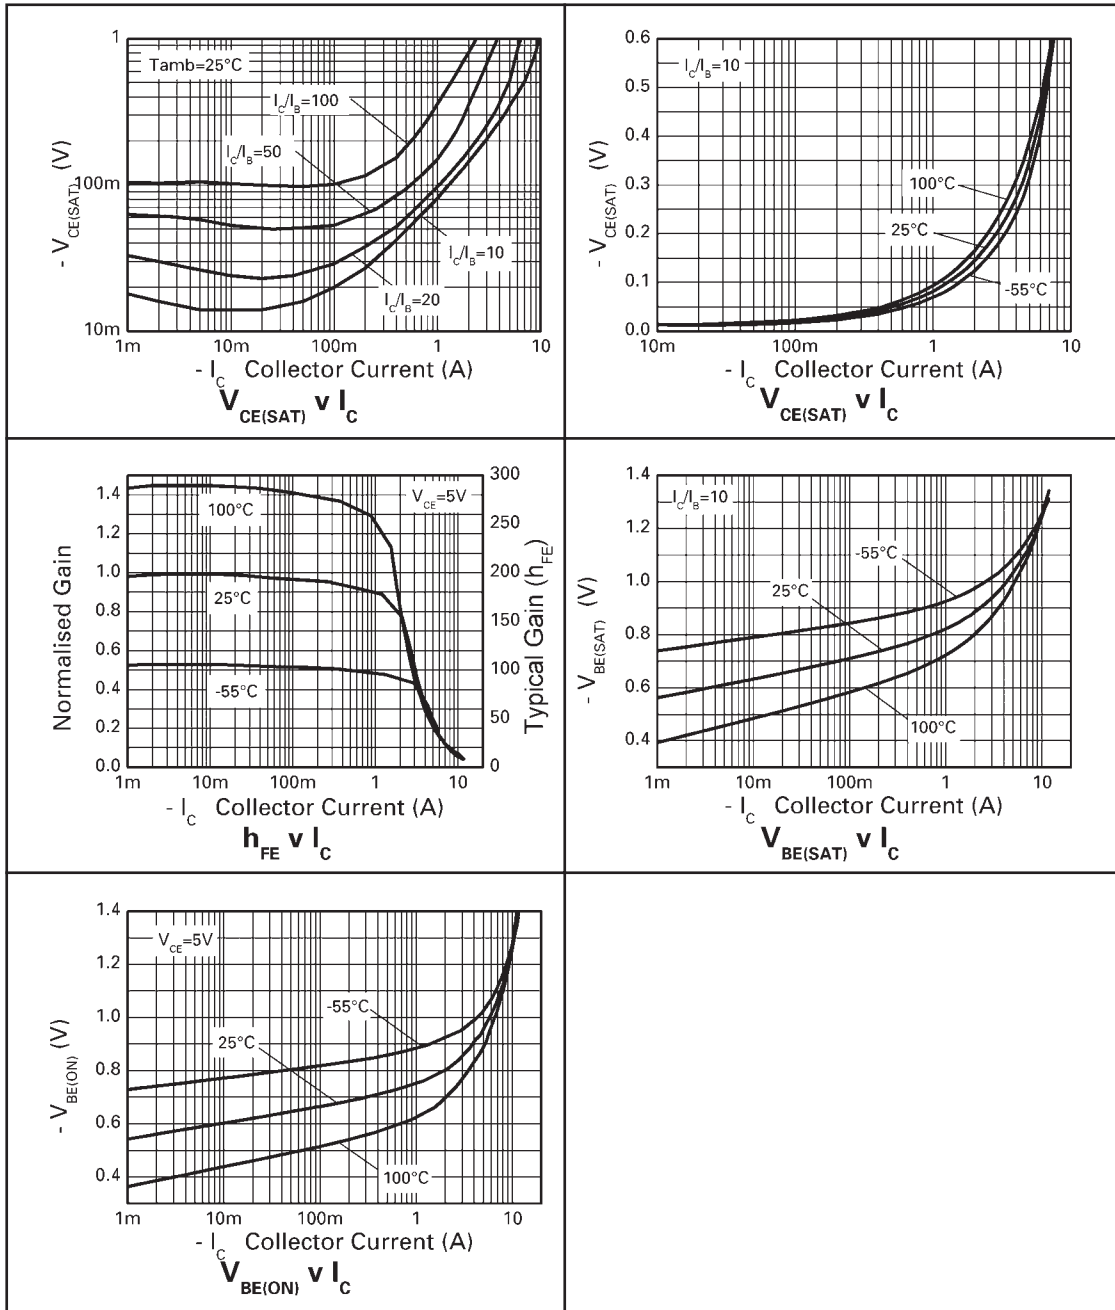 1
100m
10m
- V_CE(SAT) (V)
Tamb=25°C
I_C/I_B=100
I_C/I_B=50
I_C/I_B=10
I_C/I_B=20
1m 10m 100m 1 10
- I_C Collector Current (A)
V_CE(SAT) v I_C
0.6
0.5
0.4
0.3
0.2
0.1
0.0
- V_CE(SAT) (V)
I_C/I_B=10
100°C
25°C
-55°C
10m 100m 1 10
- I_C Collector Current (A)
V_CE(SAT) v I_C
1.4
1.2
1.0
0.8
0.6
0.4
0.2
0.0
Normalised Gain
V_CE=5V
100°C
25°C
-55°C
300
250
200
150
100
50
0
Typical Gain (h_FE)
1m 10m 100m 1 10
- I_C Collector Current (A)
h_FE v I_C
1.4
1.2
1.0
0.8
0.6
0.4
- V_BE(SAT) (V)
I_C/I_B=10
-55°C
25°C
100°C
1m 10m 100m 1 10
- I_C Collector Current (A)
V_BE(SAT) v I_C
1.4
1.2
1.0
0.8
0.6
0.4
- V_BE(ON) (V)
V_CE=5V
-55°C
25°C
100°C
1m 10m 100m 1 10
- I_C Collector Current (A)
V_BE(ON) v I_C